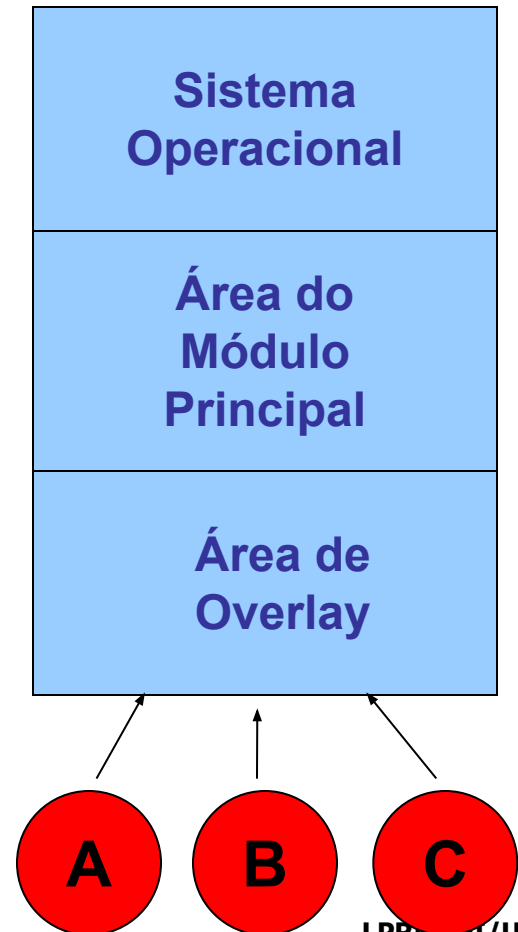 Sistema
Operacional
Área do
Módulo
Principal
Área de
Overlay
A B C